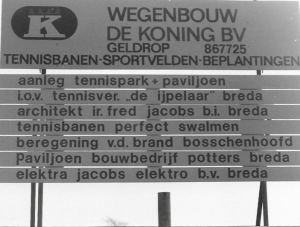 K
WEGENBOUW
DE KONING BV
GELDROP 867725
TENNISBANEN-SPORTVELDEN-BEPLANTINGEN
aanleg tennispark + paviljoen
i.o.v. tennisver. „de ijpelaar” breda
architekt ir. fred jacobs b.i. breda
tennisbanen perfect swalmen
beregening v.d. brand bosschenhoofd
Paviljoen bouwbedrijf potters breda
elektra jacobs elektro b.v. breda